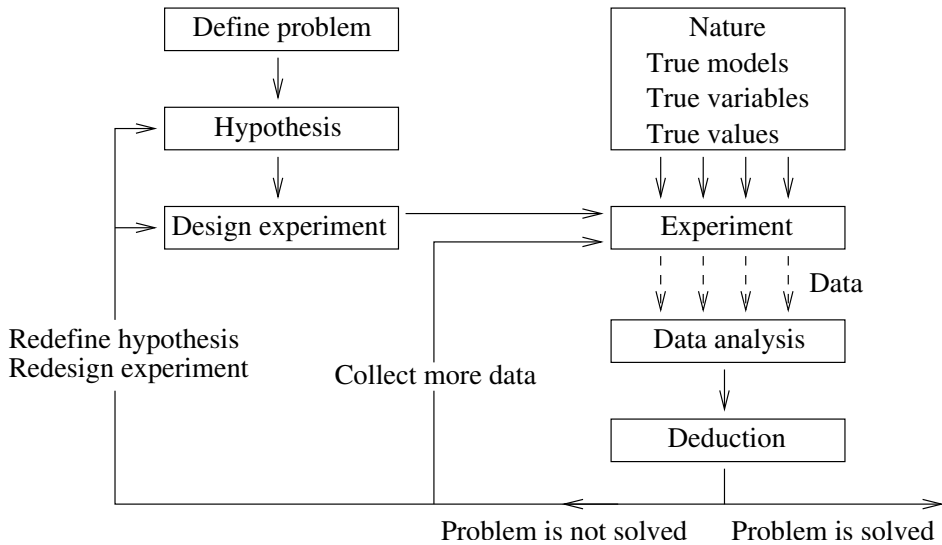 Define problem
Hypothesis
Design experiment
Nature
True models
True variables
True values
Experiment
Data
Data analysis
Deduction
Redefine hypothesis
Redesign experiment
Collect more data
Problem is not solved
Problem is solved